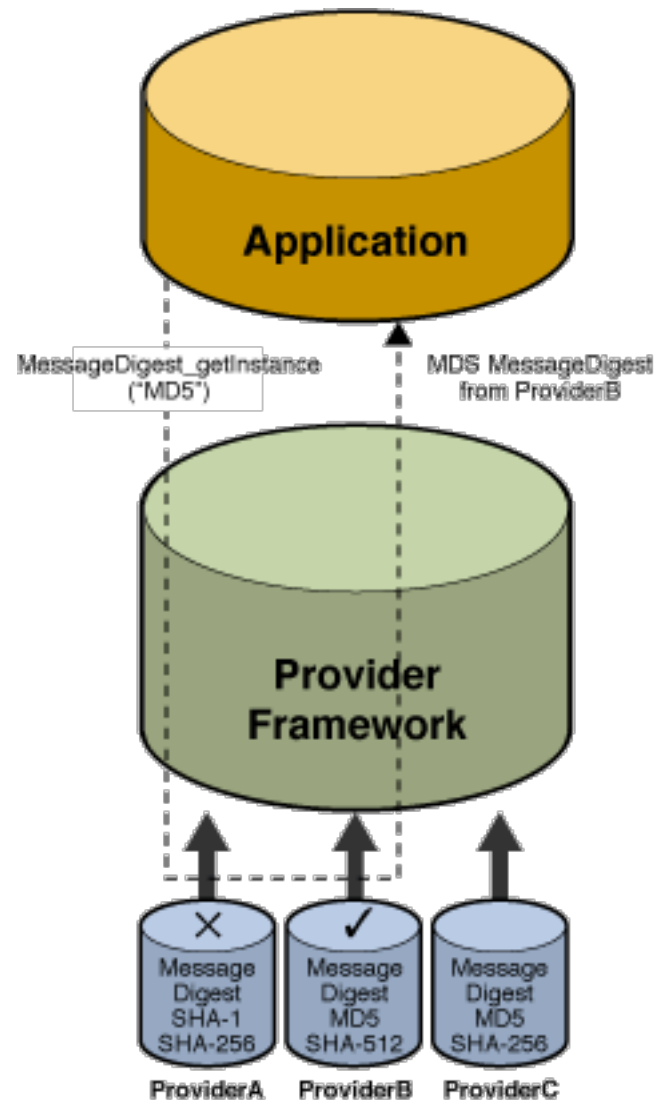 Application
MessageDigest_getInstance
("MD5")
MD5 MessageDigest
from ProviderB
Provider
Framework
Message
Digest
SHA-1
SHA-256
Message
Digest
MD5
SHA-512
Message
Digest
MD5
SHA-256
ProviderA
ProviderB
ProviderC